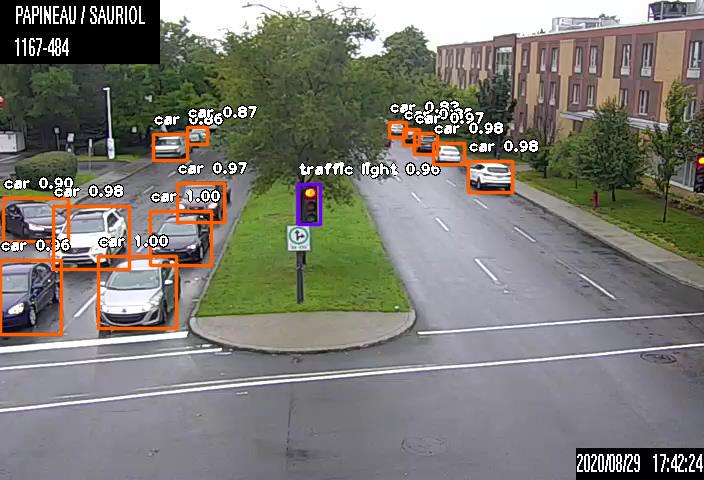 PAPINEAU / SAURIOL
1167-484
car 0.87
car 0.86
car 0.83
car 0.97
car 0.98
car 0.98
car 0.97
traffic light 0.96
car 0.90
car 0.98
car 1.00
car 0.96
car 1.00
2020/08/29 17:42:24